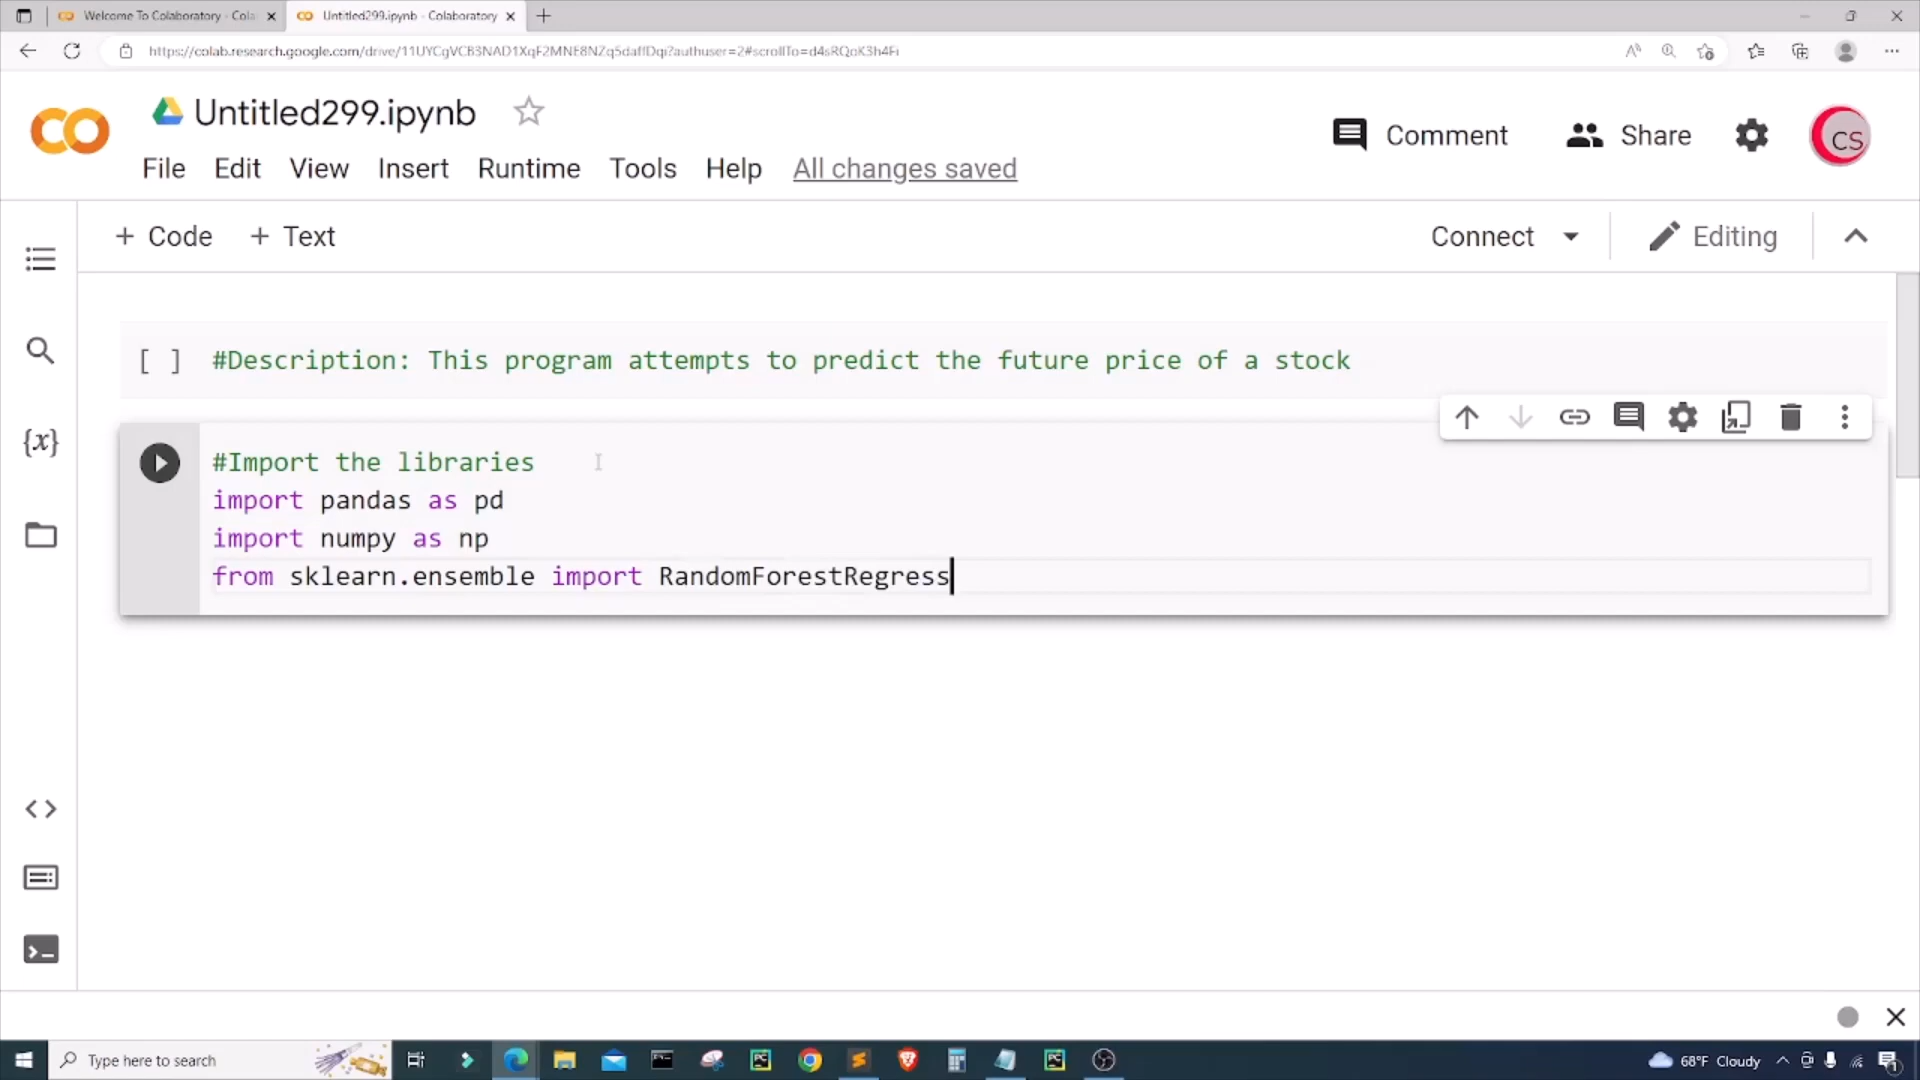 Welcome To Colaboratory - Cola
Untitled299.ipynb - Colaboratory
Untitled299.ipynb
Comment
Share
CS
File Edit View Insert Runtime Tools Help All changes saved
+ Code + Text
Connect
Editing
[ ] #Description: This program attempts to predict the future price of a stock
{x}
#Import the libraries
import pandas as pd
import numpy as np
from sklearn.ensemble import RandomForestRegress
Type here to search
68°F Cloudy